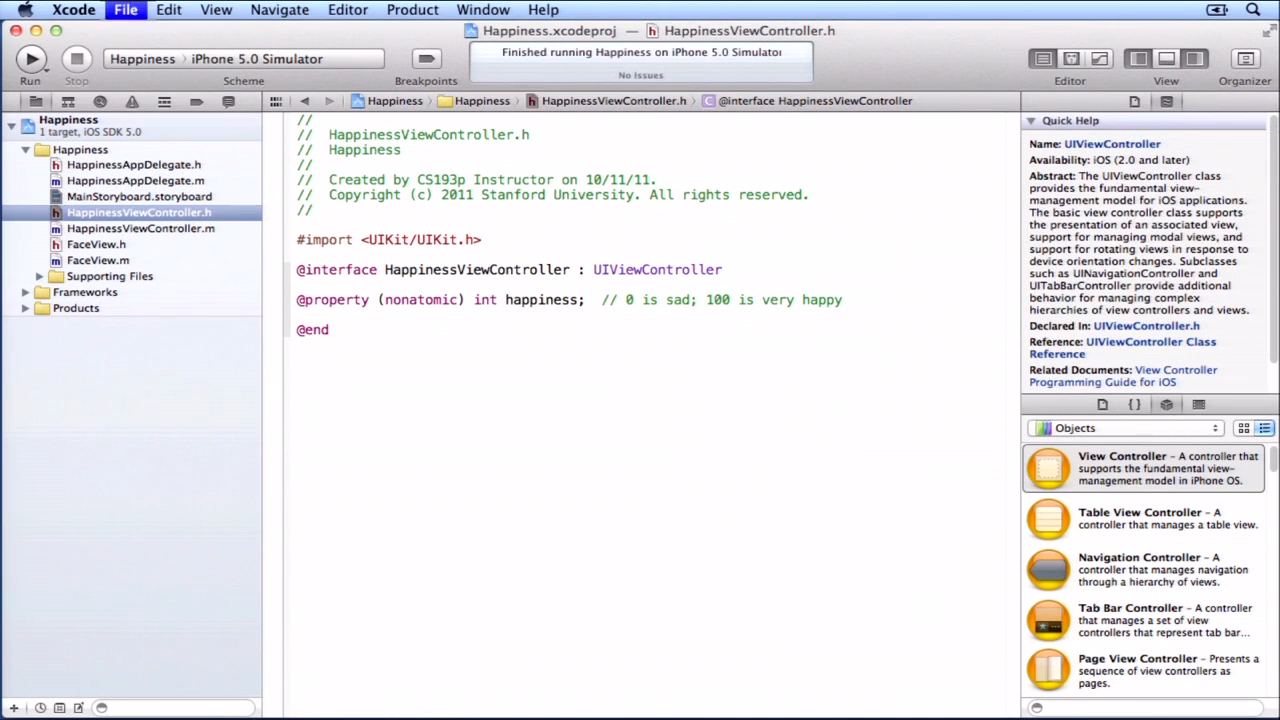 Xcode File Edit View Navigate Editor Product Window Help
Happiness.xcodeproj — HappinessViewController.h
Run Stop
Happiness › iPhone 5.0 Simulator
Scheme
Breakpoints
Finished running Happiness on iPhone 5.0 Simulator
No Issues
Editor
View
Organizer
Happiness
1 target, iOS SDK 5.0
Happiness
HappinessAppDelegate.h
HappinessAppDelegate.m
MainStoryboard.storyboard
HappinessViewController.h
HappinessViewController.m
FaceView.h
FaceView.m
Supporting Files
Frameworks
Products
Happiness › Happiness › HappinessViewController.h › @interface HappinessViewController
//
// HappinessViewController.h
// Happiness
//
// Created by CS193p Instructor on 10/11/11.
// Copyright (c) 2011 Stanford University. All rights reserved.
//
#import <UIKit/UIKit.h>
@interface HappinessViewController : UIViewController
@property (nonatomic) int happiness; // 0 is sad; 100 is very happy
@end
Quick Help
Name: UIViewController
Availability: iOS (2.0 and later)
Abstract: The UIViewController class
provides the fundamental view-
management model for iOS applications.
The basic view controller class supports
the presentation of an associated view,
support for managing modal views, and
support for rotating views in response to
device orientation changes. Subclasses
such as UINavigationController and
UITabBarController provide additional
behavior for managing complex
hierarchies of view controllers and views.
Declared In: UIViewController.h
Reference: UIViewController Class
Reference
Related Documents: View Controller
Programming Guide for iOS
Objects
View Controller – A controller that
supports the fundamental view-
management model in iPhone OS.
Table View Controller – A
controller that manages a table view.
Navigation Controller – A
controller that manages navigation
through a hierarchy of views.
Tab Bar Controller – A controller
that manages a set of view
controllers that represent tab bar...
Page View Controller – Presents a
sequence of view controllers as
pages.